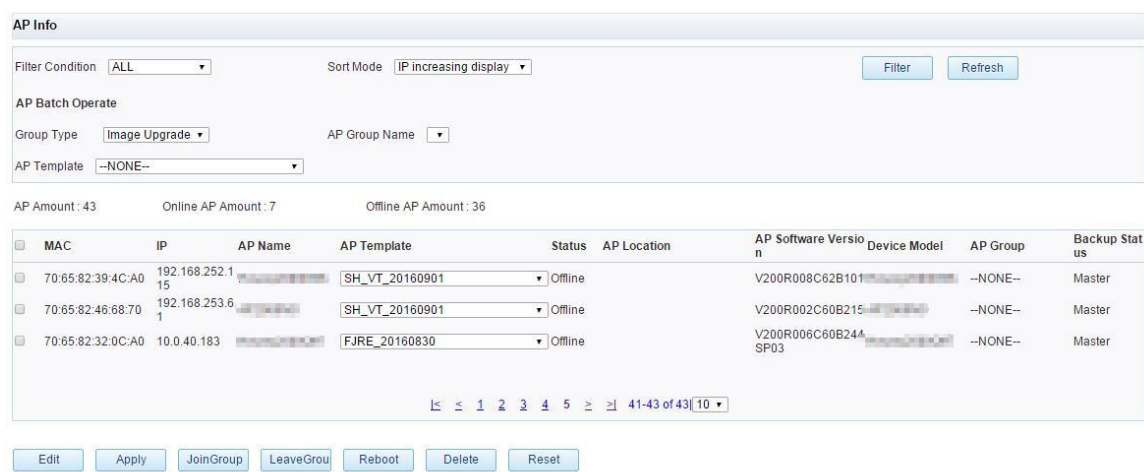 AP Info
Filter Condition ALL Sort Mode IP increasing display Filter Refresh
AP Batch Operate
Group Type Image Upgrade AP Group Name
AP Template --NONE--
AP Amount : 43 Online AP Amount : 7 Offline AP Amount : 36
MAC IP AP Name AP Template Status AP Location AP Software Versio Device Model AP Group Backup Stat
n us
70:65:82:39:4C:A0 192.168.252.1 SH_VT_20160901 Offline V200R008C62B101 --NONE-- Master
15
70:65:82:46:68:70 192.168.253.6 SH_VT_20160901 Offline V200R002C60B215 --NONE-- Master
1
70:65:82:32:0C:A0 10.0.40.183 FJRE_20160830 Offline V200R006C60B244 --NONE-- Master
SP03
|< < 1 2 3 4 5 > >| 41-43 of 43| 10
Edit Apply JoinGroup LeaveGrou Reboot Delete Reset